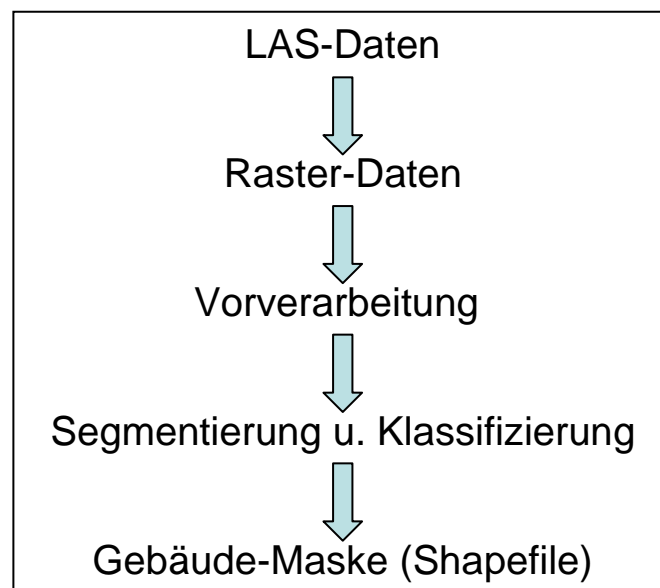 LAS-Daten
Raster-Daten
Vorverarbeitung
Segmentierung u. Klassifizierung
Gebäude-Maske (Shapefile)